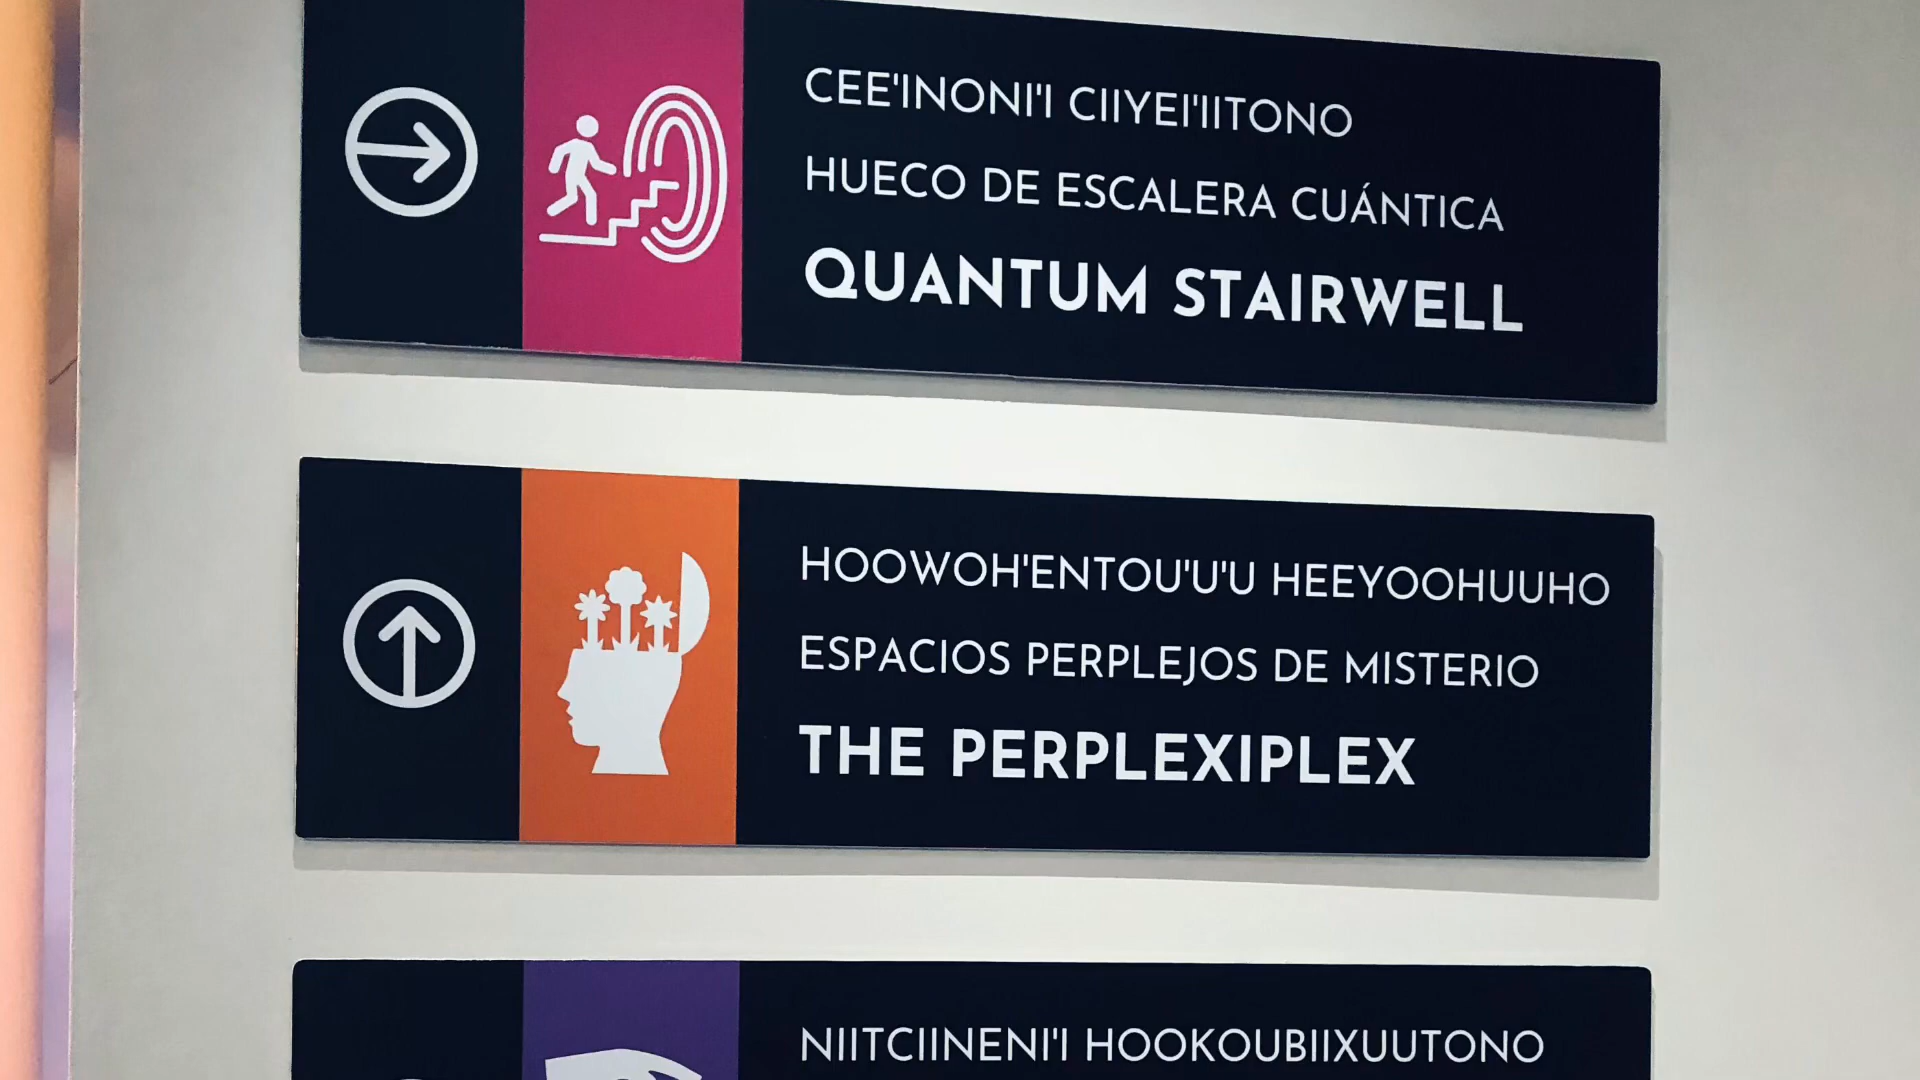 CEE'INONI'I CIIYEI'IITONO
HUECO DE ESCALERA CUÁNTICA
QUANTUM STAIRWELL
HOOWOH'ENTOU'U'U HEEYOOHUUHO
ESPACIOS PERPLEJOS DE MISTERIO
THE PERPLEXIPLEX
NIITCIINENI'I HOOKOUBIIXUUTONO